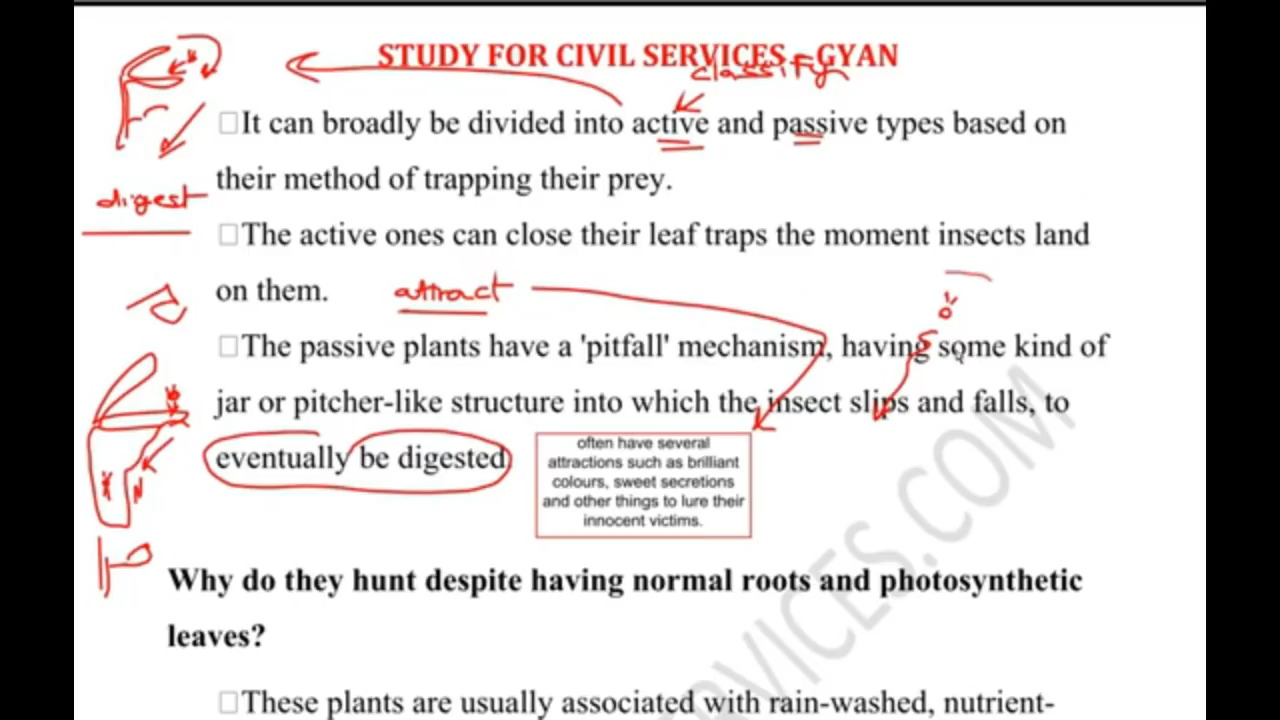 STUDY FOR CIVIL SERVICES - GYAN
classify
□It can broadly be divided into active and passive types based on
their method of trapping their prey.
digest
□The active ones can close their leaf traps the moment insects land
on them.
attract
□The passive plants have a 'pitfall' mechanism, having some kind of
jar or pitcher-like structure into which the insect slips and falls, to
eventually be digested
often have several
attractions such as brilliant
colours, sweet secretions
and other things to lure their
innocent victims.
Why do they hunt despite having normal roots and photosynthetic
leaves?
□These plants are usually associated with rain-washed, nutrient-
RVICES.COM